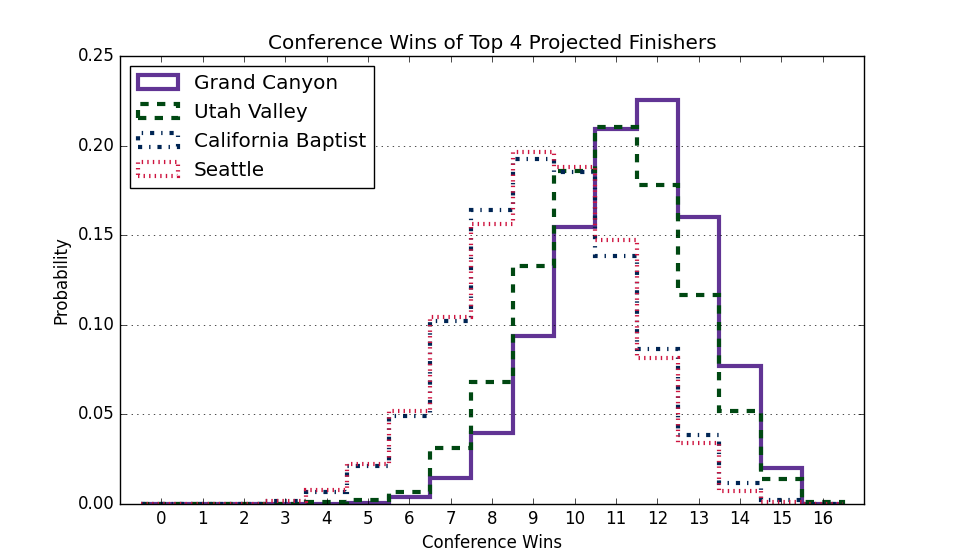 Conference Wins of Top 4 Projected Finishers
Grand Canyon
Utah Valley
California Baptist
Seattle
0.25
0.20
0.15
0.10
0.05
0.00
Probability
0 1 2 3 4 5 6 7 8 9 10 11 12 13 14 15 16
Conference Wins